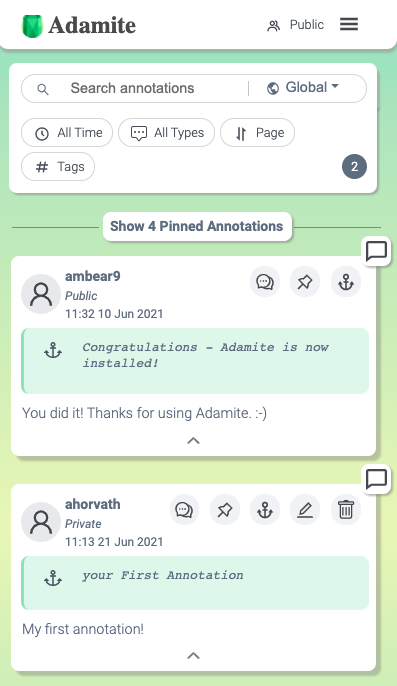 Adamite
Public
Search annotations
Global
All Time
All Types
Page
# Tags
2
Show 4 Pinned Annotations
ambear9
Public
11:32 10 Jun 2021
Congratulations - Adamite is now
installed!
You did it! Thanks for using Adamite. :-)
ahorvath
Private
11:13 21 Jun 2021
your First Annotation
My first annotation!